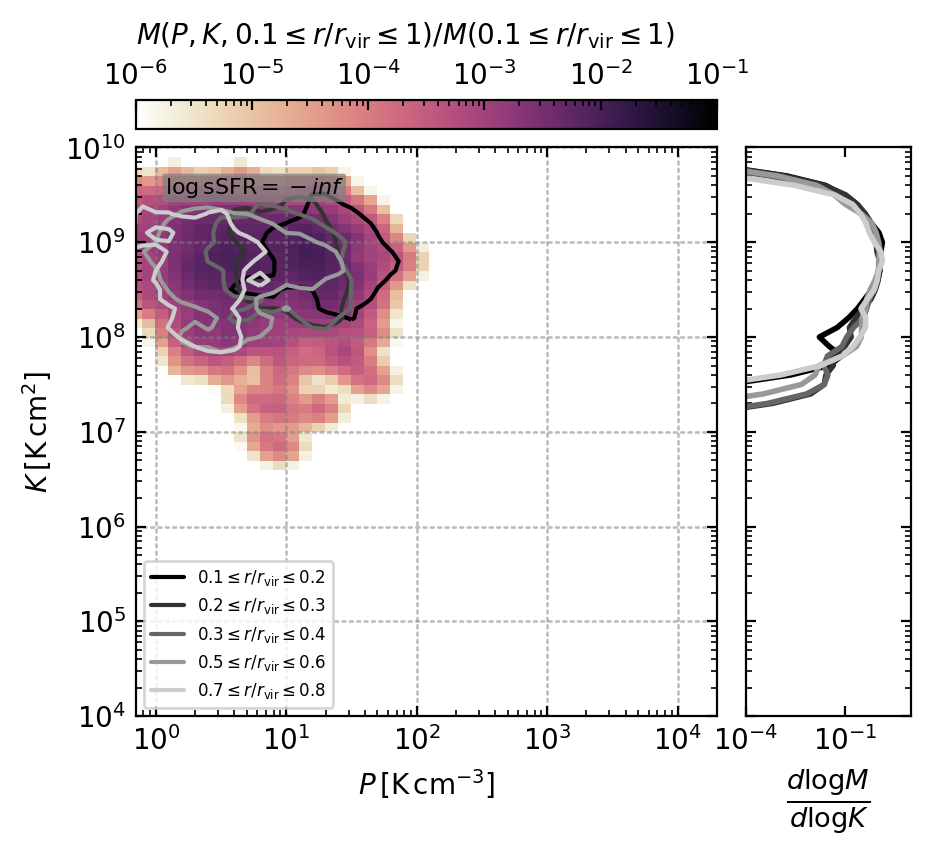 M(P, K, 0.1 ≤ r/r_vir ≤ 1)/M(0.1 ≤ r/r_vir ≤ 1)
10^−6 10^−5 10^−4 10^−3 10^−2 10^−1
10^10
log sSFR = −inf
10^9
10^8
10^7
10^6
10^5
10^4
K [K cm^2]
0.1 ≤ r/r_vir ≤ 0.2
0.2 ≤ r/r_vir ≤ 0.3
0.3 ≤ r/r_vir ≤ 0.4
0.5 ≤ r/r_vir ≤ 0.6
0.7 ≤ r/r_vir ≤ 0.8
10^0 10^1 10^2 10^3 10^4 10^−4 10^−1
P [K cm^−3]
dlogM
dlogK